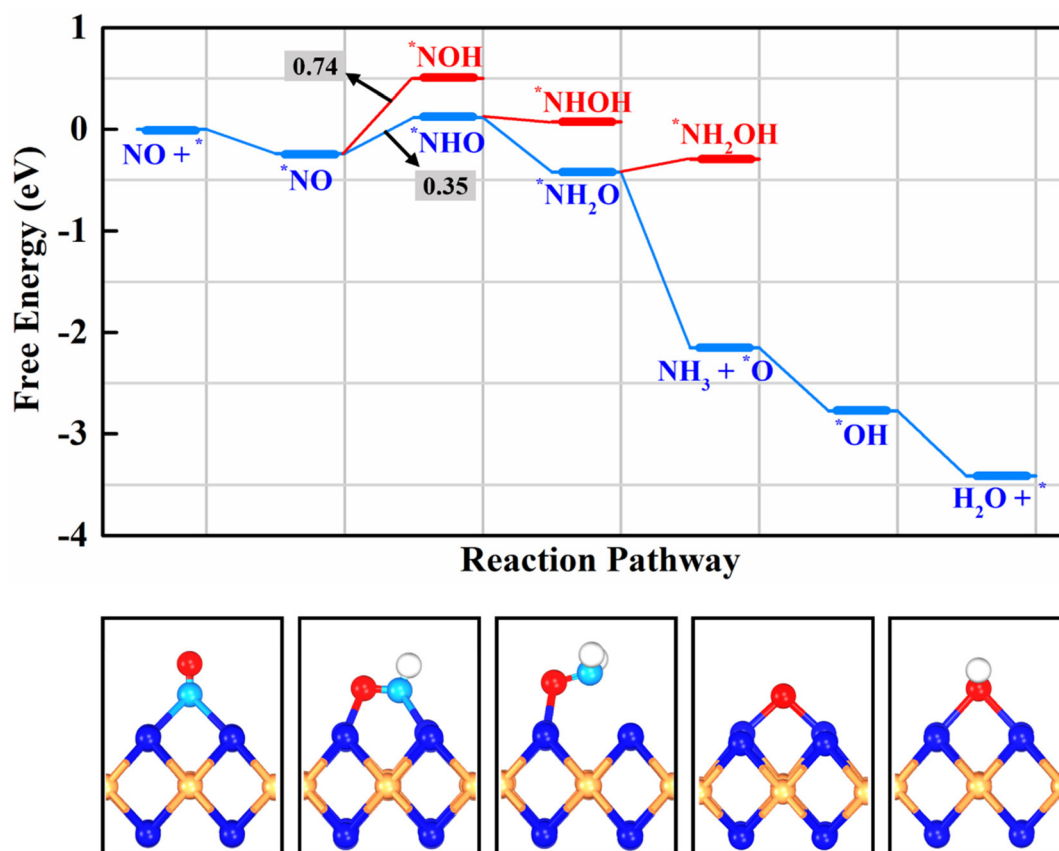 1
0
-1
-2
-3
-4
Free Energy (eV)
Reaction Pathway
NO + *
*NO
0.74
*NOH
*NHO
0.35
*NHOH
*NH₂O
*NH₂OH
NH₃ + *O
*OH
H₂O + *